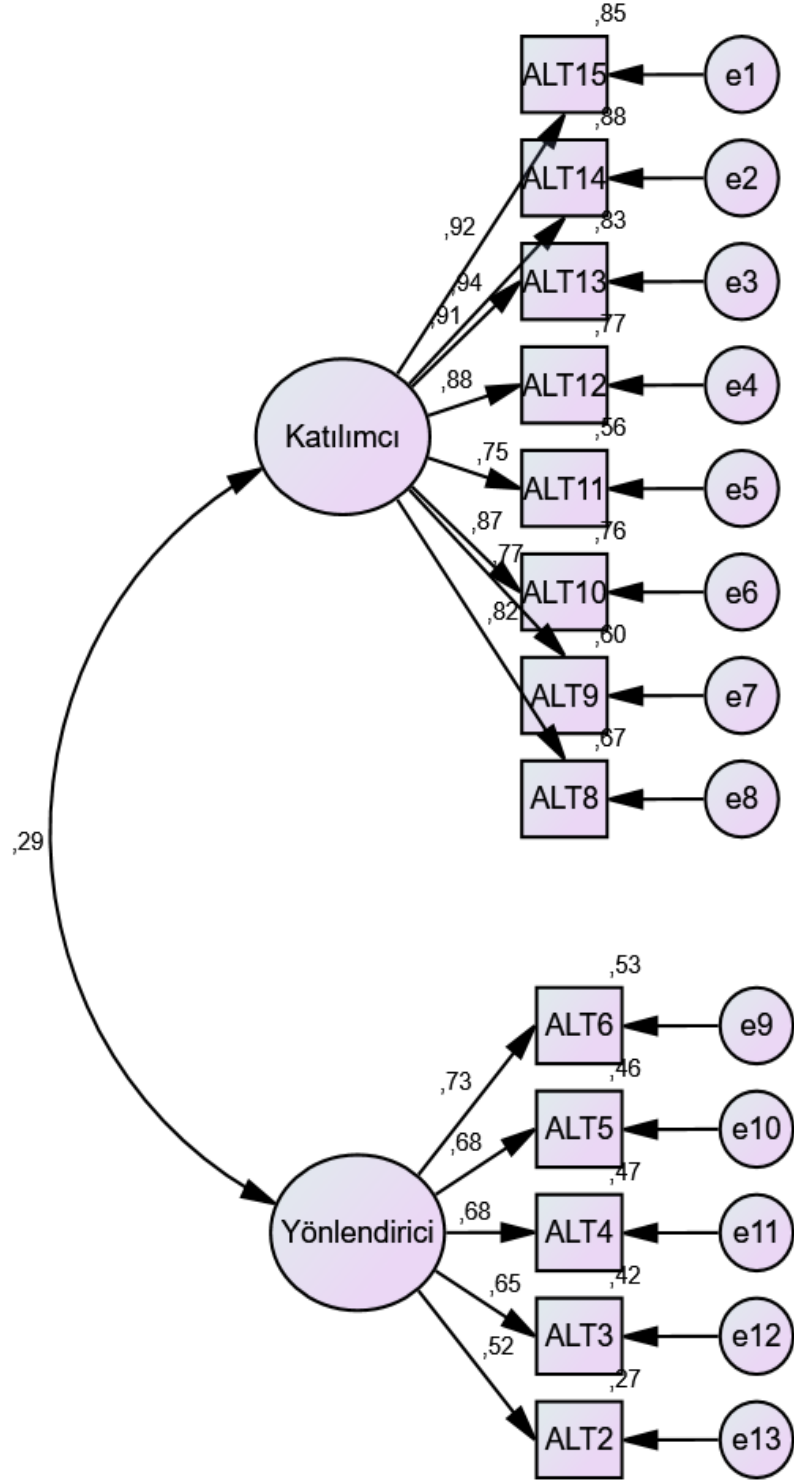 ,85
ALT15 e1
,88
ALT14 e2
,83
,92
ALT13 e3
,94
,91
,77
ALT12 e4
,88
,56
Katılımcı
,75
ALT11 e5
,76
,87
,77
ALT10 e6
,82
,60
ALT9 e7
,67
ALT8 e8
,29
,53
ALT6 e9
,46
,73
ALT5 e10
,68
,47
,68
ALT4 e11
Yönlendirici
,42
,65
ALT3 e12
,52
,27
ALT2 e13